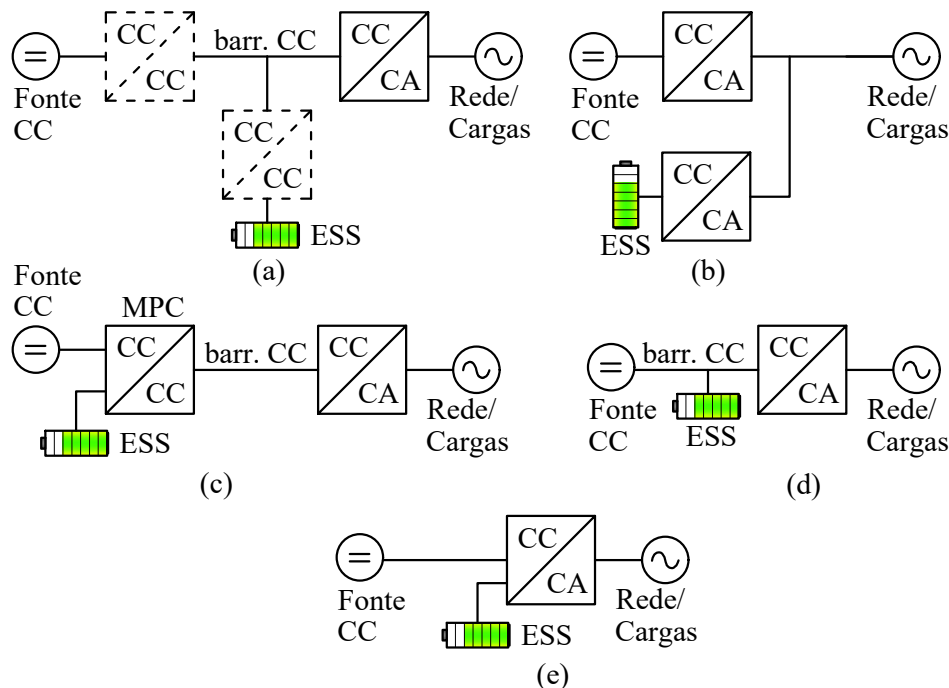 CC
CC
barr. CC
CC
CA
Fonte
CC
Rede/
Cargas
CC
CC
ESS
(a)
CC
CA
Fonte
CC
Rede/
Cargas
CC
CA
ESS
(b)
Fonte
CC
MPC
CC
CC
barr. CC
CC
CA
ESS
Rede/
Cargas
(c)
barr. CC
CC
CA
Fonte
CC
ESS
Rede/
Cargas
(d)
CC
CA
Fonte
CC
Rede/
Cargas
ESS
(e)